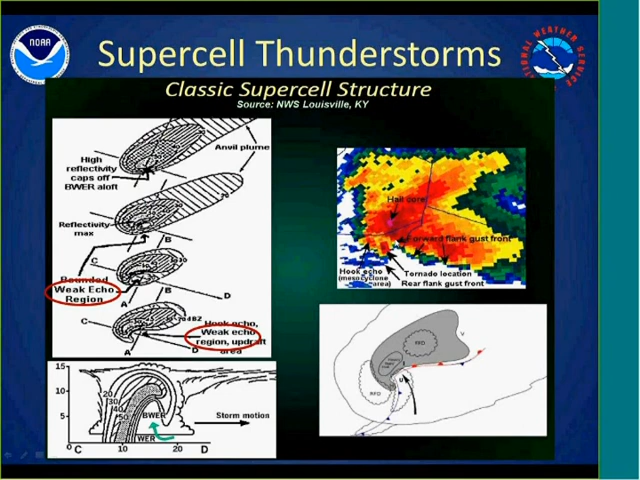 NOAA
Supercell Thunderstorms
NATIONAL WEATHER SERVICE
Classic Supercell Structure
Source: NWS Louisville, KY
Anvil plume
High
reflectivity
caps off
BWER aloft
Reflectivity
max
B
C
Bounded
Weak Echo
Region
A
B
D
C
dBZ
Hook echo,
Weak echo
region, updraft
area
A
D
Hail core
Forward flank gust front
Hook echo
(mesocyclone
area)
Tornado location
Rear flank gust front
15
10
5
20
30
40
50
BWER
WER
Storm motion
0
10
20
C
D
RFD
V
RFD
U